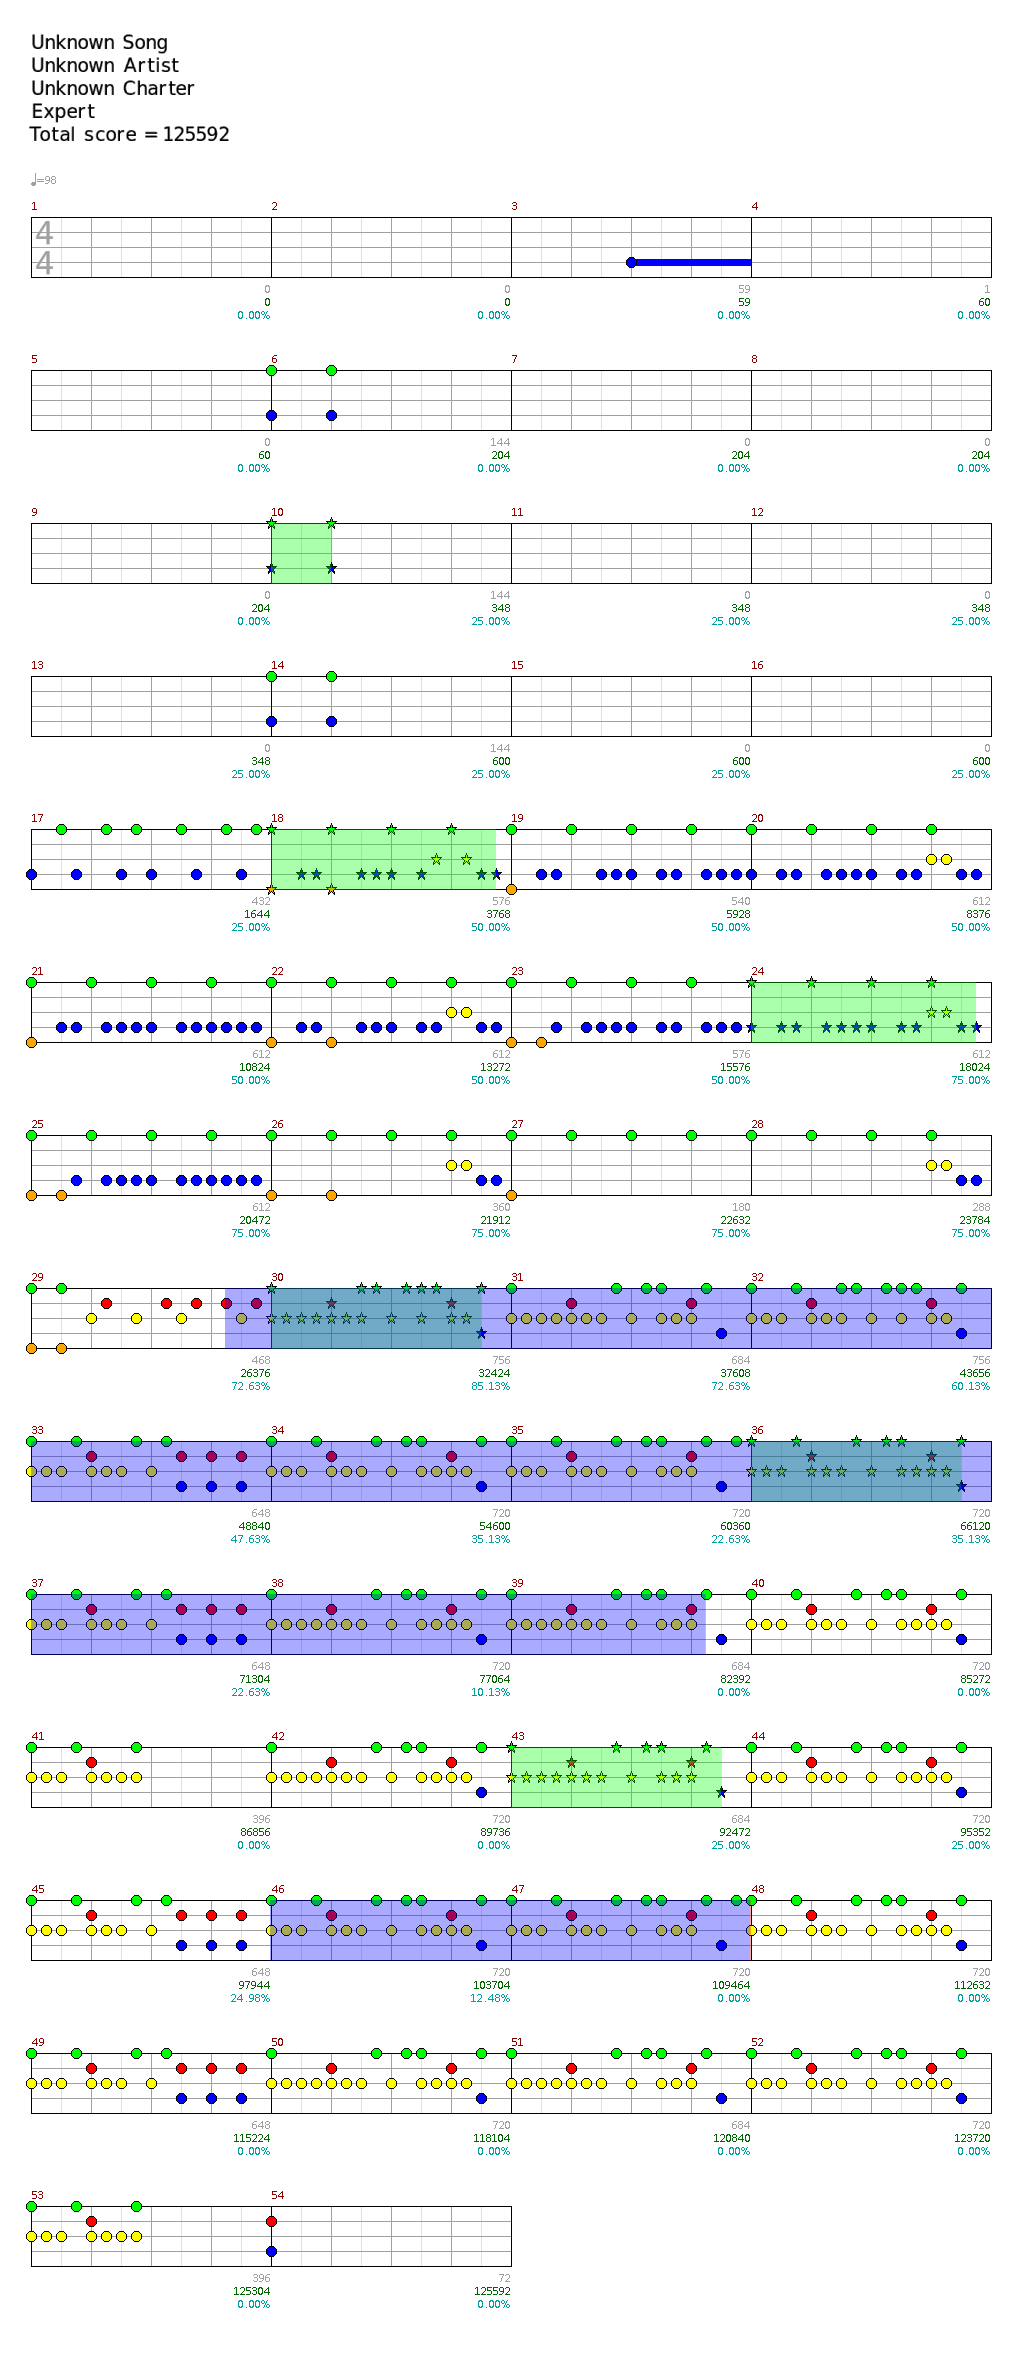 Unknown Song
Unknown Artist
Unknown Charter
Expert
Total score = 125592
♩=98
1 2 3 4
4
4
0 0 59 1
0 0 59 60
0.00% 0.00% 0.00% 0.00%
5 6 7 8
0 144 0 0
60 204 204 204
0.00% 0.00% 0.00% 0.00%
9 10 11 12
0 144 0 0
204 348 348 348
0.00% 25.00% 25.00% 25.00%
13 14 15 16
0 144 0 0
348 600 600 600
25.00% 25.00% 25.00% 25.00%
17 18 19 20
432 576 540 612
1644 3768 5928 8376
25.00% 50.00% 50.00% 50.00%
21 22 23 24
612 612 576 612
10824 13272 15576 18024
50.00% 50.00% 50.00% 75.00%
25 26 27 28
612 360 180 288
20472 21912 22632 23784
75.00% 75.00% 75.00% 75.00%
29 30 31 32
468 756 684 756
26376 32424 37608 43656
72.63% 85.13% 72.63% 60.13%
33 34 35 36
648 720 720 720
48840 54600 60360 66120
47.63% 35.13% 22.63% 35.13%
37 38 39 40
648 720 684 720
71304 77064 82392 85272
22.63% 10.13% 0.00% 0.00%
41 42 43 44
396 720 684 720
86856 89736 92472 95352
0.00% 0.00% 25.00% 25.00%
45 46 47 48
648 720 720 720
97944 103704 109464 112632
24.98% 12.48% 0.00% 0.00%
49 50 51 52
648 720 684 720
115224 118104 120840 123720
0.00% 0.00% 0.00% 0.00%
53 54
396 72
125304 125592
0.00% 0.00%